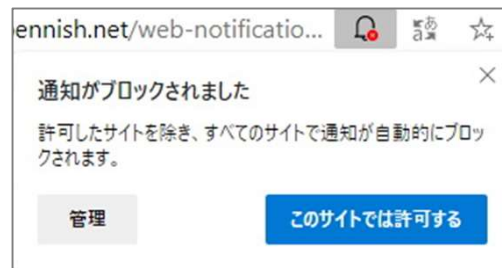 ennish.net/web-notificatio...
通知がブロックされました
許可したサイトを除き、すべてのサイトで通知が自動的にブロッ
クされます。
管理
このサイトでは許可する